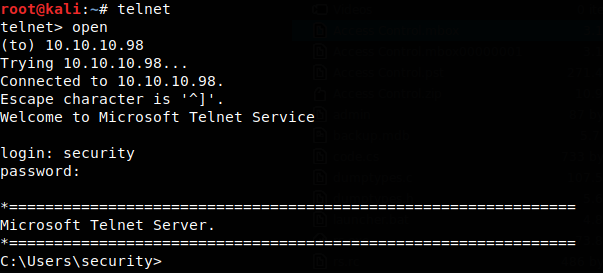 root@kali:~# telnet
telnet> open
(to) 10.10.10.98
Trying 10.10.10.98...
Connected to 10.10.10.98.
Escape character is '^]'.
Welcome to Microsoft Telnet Service
login: security
password:
*===============================================================
Microsoft Telnet Server.
*===============================================================
C:\Users\security>